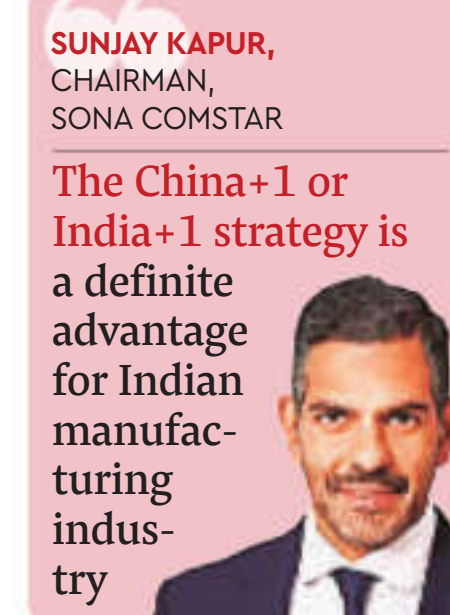 SUNJAY KAPUR,
CHAIRMAN,
SONA COMSTAR
The China+1 or
India+1 strategy is
a definite
advantage
for Indian
manufac-
turing
indus-
try